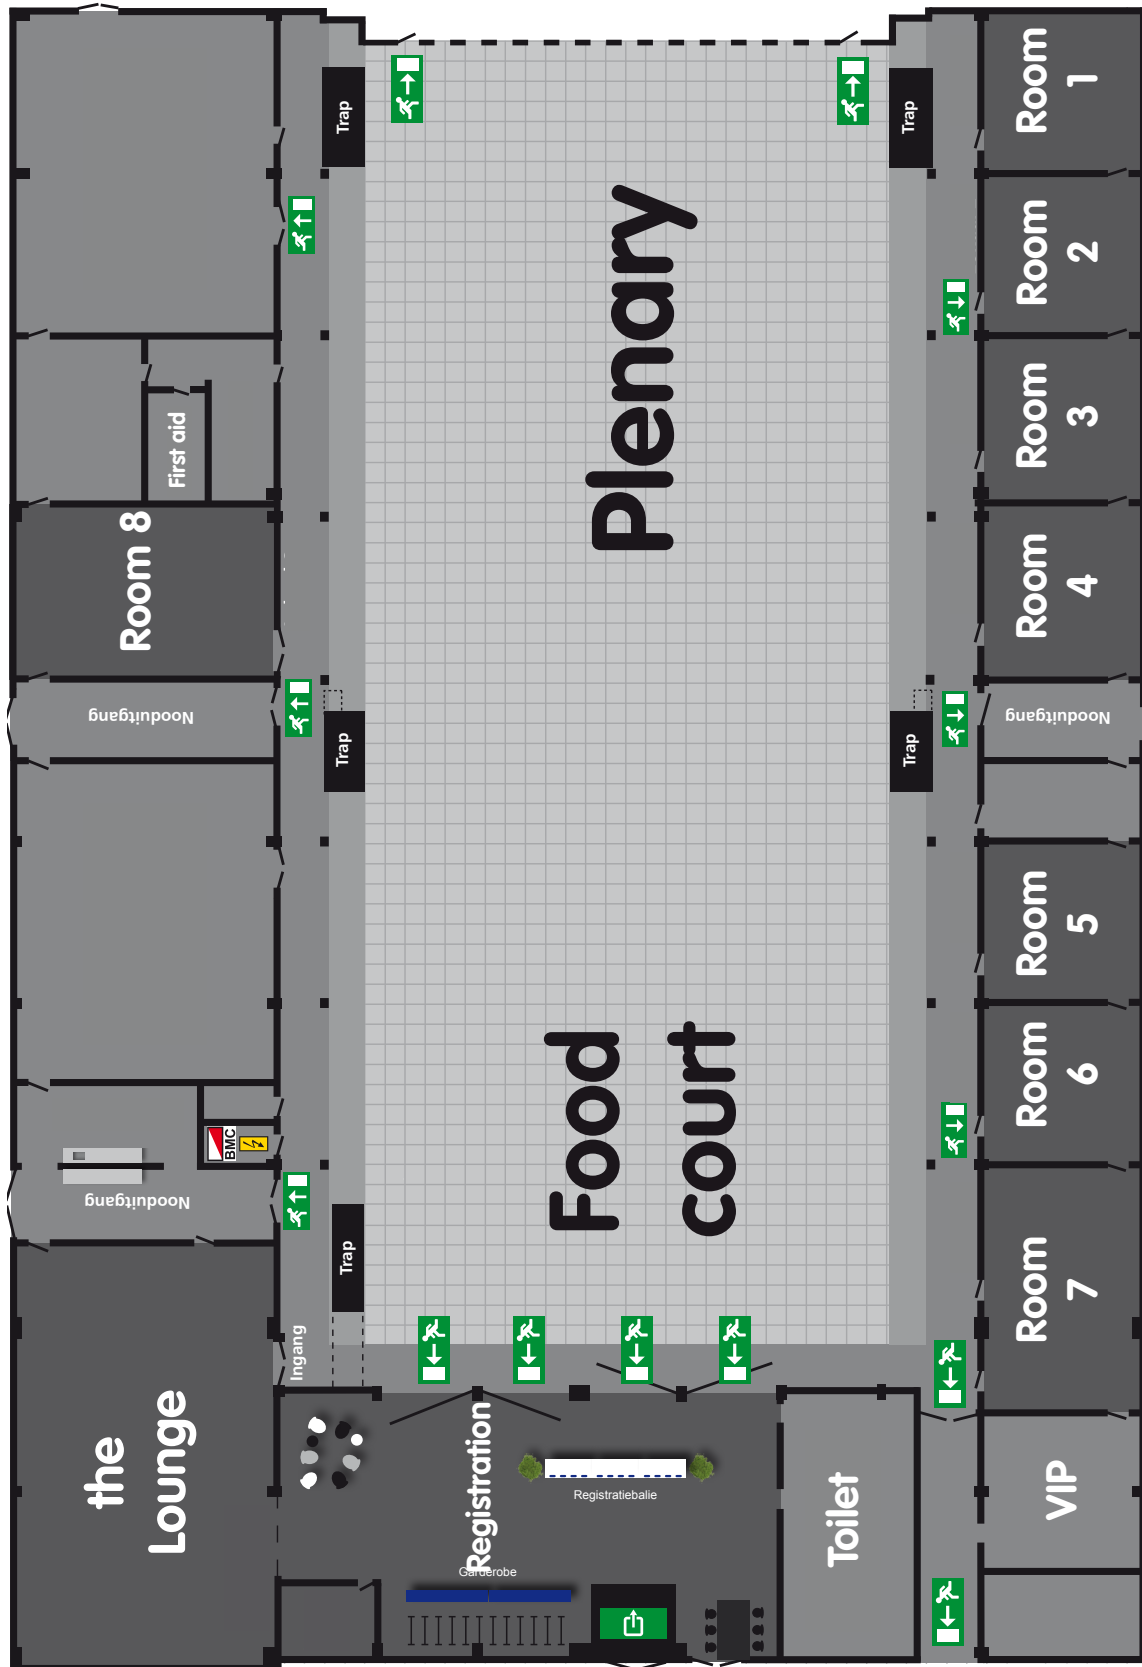 Room 1
Room 2
Room 3
Room 4
Nooduitgang
Room 5
Room 6
Room 7
VIP
Trap
Trap
Plenary
Food
court
Trap
Trap
Trap
First aid
Room 8
Nooduitgang
BMC
Nooduitgang
Ingang
the
Lounge
Registration
Registratiebalie
Garderobe
Toilet